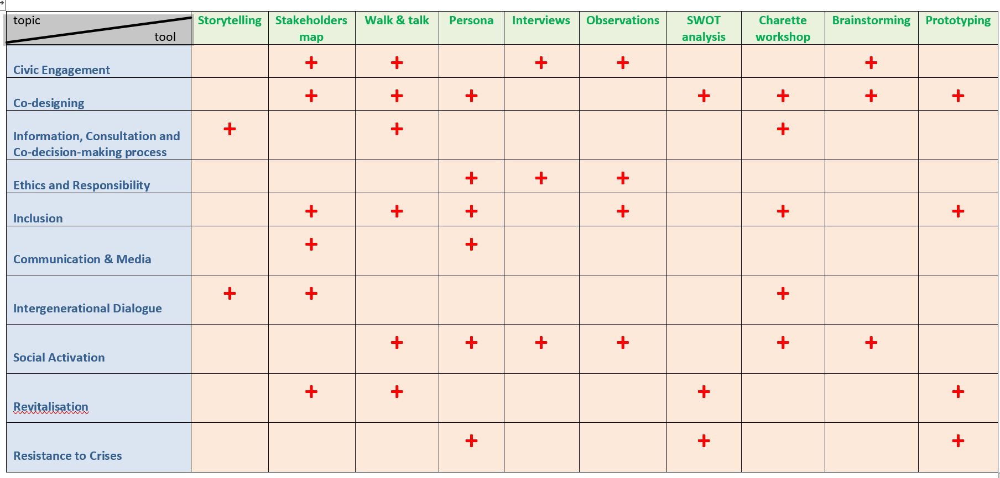 topic
tool
Storytelling Stakeholders map Walk & talk Persona Interviews Observations SWOT analysis Charette workshop Brainstorming Prototyping
Civic Engagement + + + + +
Co-designing + + + + + + +
Information, Consultation and
Co-decision-making process + + +
Ethics and Responsibility + + +
Inclusion + + + + + +
Communication & Media + +
Intergenerational Dialogue + + +
Social Activation + + + + + +
Revitalisation + + + +
Resistance to Crises + + +